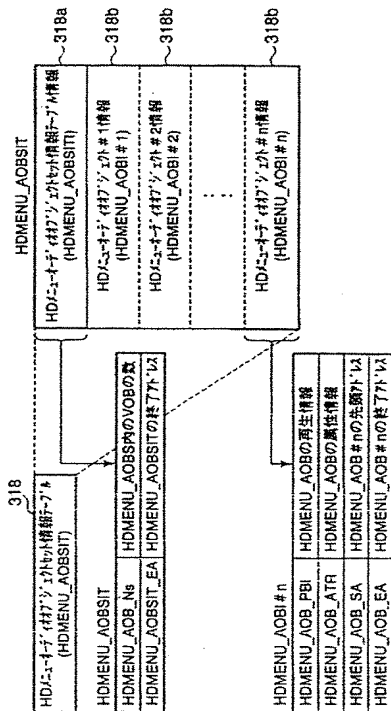 318
HDメニューオーディオオブジェクトセット情報テーブル
(HDMENU_AOBSIT)
HDMENU_AOBSIT
HDメニューオーディオオブジェクトセット情報テーブル情報
(HDMENU_AOBSITI)
318a
HDメニューオーディオオブジェクト#1情報
(HDMENU_AOBI#1)
318b
HDメニューオーディオオブジェクト#2情報
(HDMENU_AOBI#2)
318b
HDメニューオーディオオブジェクト#n情報
(HDMENU_AOBI#n)
318b
HDMENU_AOBSIT
HDMENU_AOB_Ns HDMENU_AOBS内のVOBの数
HDMENU_AOBSIT_EA HDMENU_AOBSITの終了アドレス
HDMENU_AOBI#n
HDMENU_AOB_PBI HDMENU_AOBの再生情報
HDMENU_AOB_ATR HDMENU_AOBの属性情報
HDMENU_AOB_SA HDMENU_AOB#nの先頭アドレス
HDMENU_AOB_EA HDMENU_AOB#nの終了アドレス